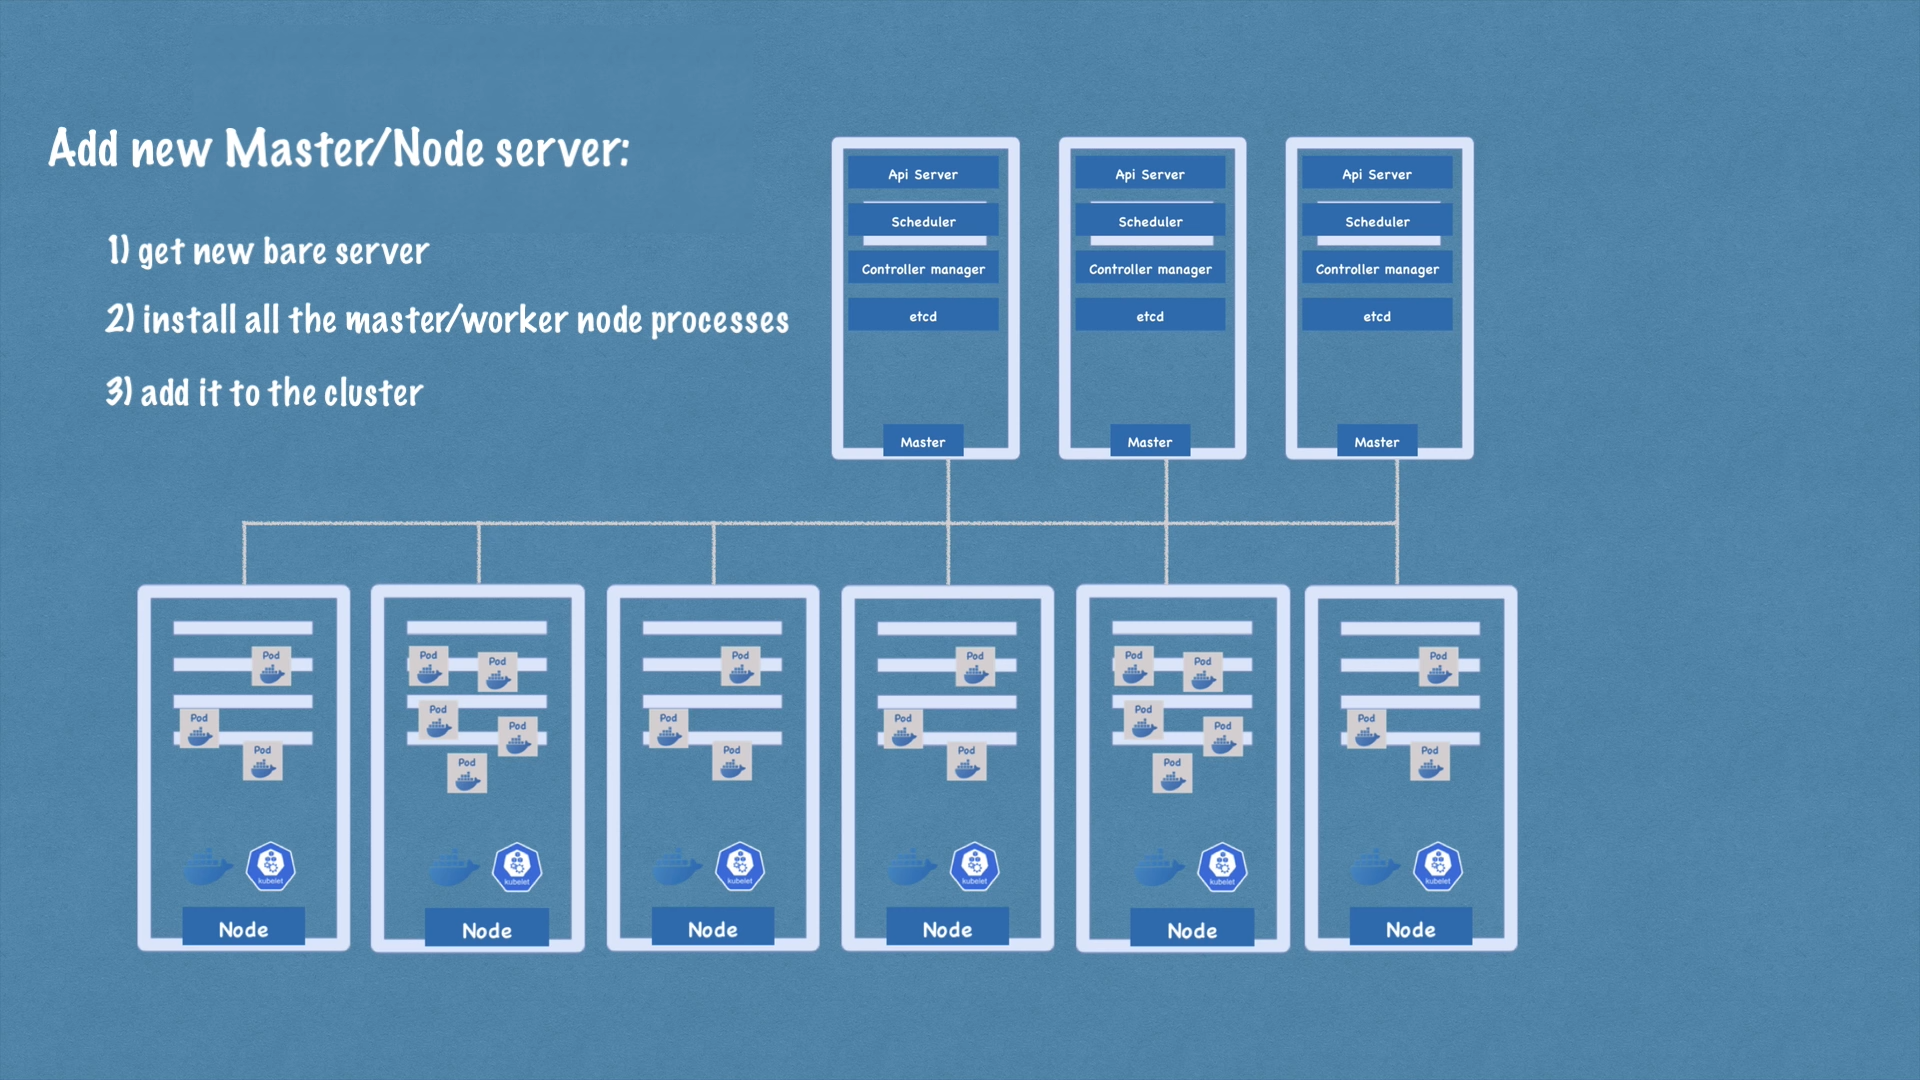 Add new Master/Node server:
1) get new bare server
2) install all the master/worker node processes
3) add it to the cluster
Api Server
Scheduler
Controller manager
etcd
Master
Api Server
Scheduler
Controller manager
etcd
Master
Api Server
Scheduler
Controller manager
etcd
Master
Pod
Pod
Pod
kubelet
Node
Pod
Pod
Pod
Pod
Pod
kubelet
Node
Pod
Pod
Pod
kubelet
Node
Pod
Pod
Pod
kubelet
Node
Pod
Pod
Pod
Pod
Pod
kubelet
Node
Pod
Pod
Pod
kubelet
Node